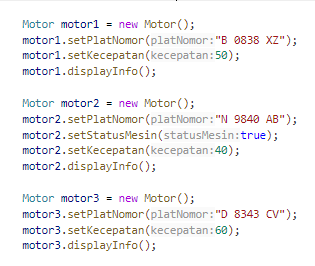 Motor motor1 = new Motor();
motor1.setPlatNomor(platNomor:"B 0838 XZ");
motor1.setKecepatan(kecepatan:50);
motor1.displayInfo();

Motor motor2 = new Motor();
motor2.setPlatNomor(platNomor:"N 9840 AB");
motor2.setStatusMesin(statusMesin:true);
motor2.setKecepatan(kecepatan:40);
motor2.displayInfo();

Motor motor3 = new Motor();
motor3.setPlatNomor(platNomor:"D 8343 CV");
motor3.setKecepatan(kecepatan:60);
motor3.displayInfo();